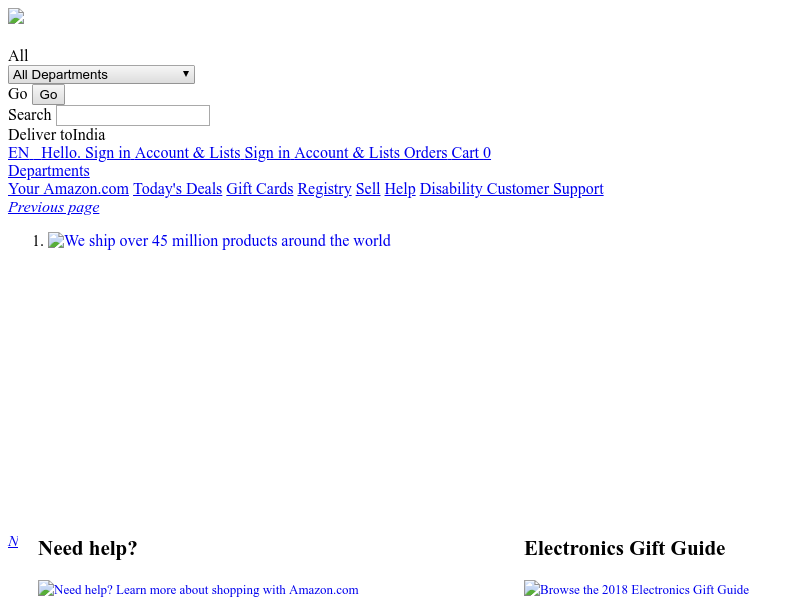 All
All Departments
Go Go
Search
Deliver toIndia
EN Hello. Sign in Account & Lists Sign in Account & Lists Orders Cart 0
Departments
Your Amazon.com Today's Deals Gift Cards Registry Sell Help Disability Customer Support
Previous page
1. We ship over 45 million products around the world
N
Need help?
Need help? Learn more about shopping with Amazon.com
Electronics Gift Guide
Browse the 2018 Electronics Gift Guide